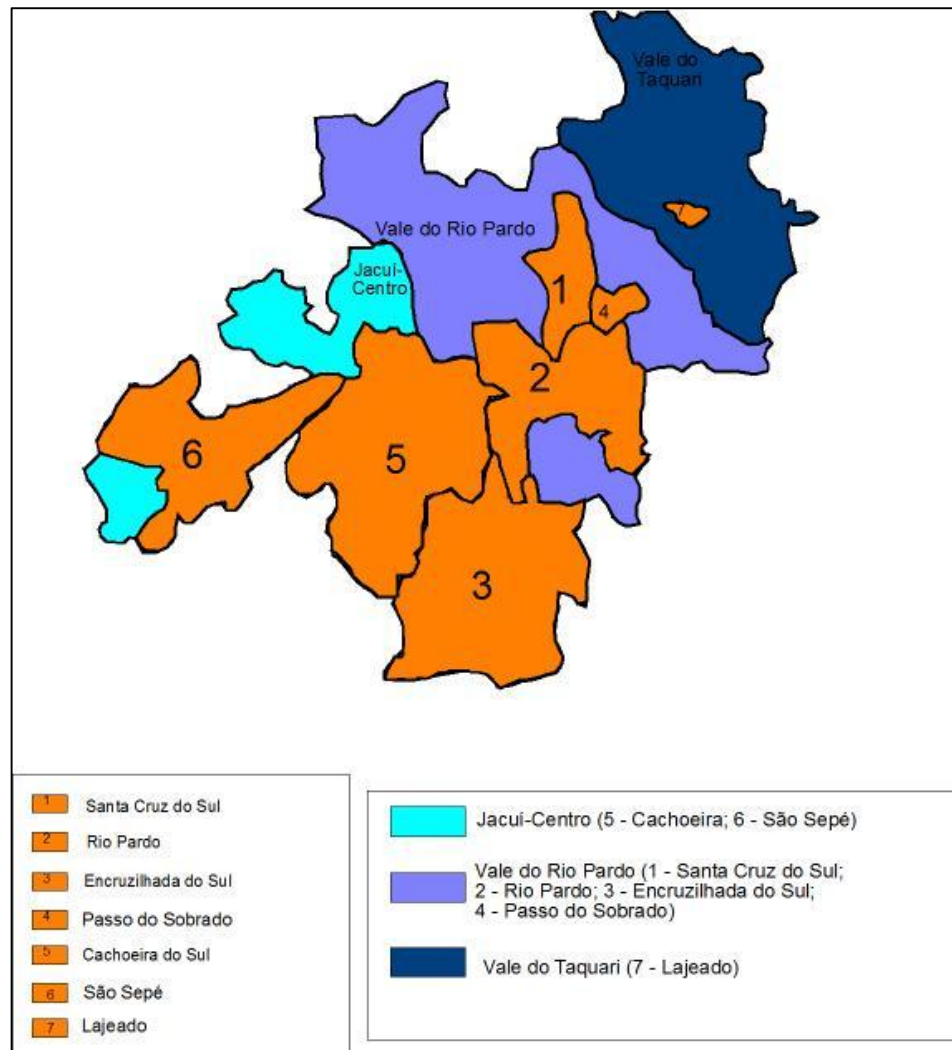 Vale do
Taquari
7
Vale do Rio Pardo
Jacuí-
Centro
1
4
2
6
5
3
1 Santa Cruz do Sul
2 Rio Pardo
3 Encruzilhada do Sul
4 Passo do Sobrado
5 Cachoeira do Sul
6 São Sepé
7 Lajeado
Jacuí-Centro (5 - Cachoeira; 6 - São Sepé)
Vale do Rio Pardo (1 - Santa Cruz do Sul;
2 - Rio Pardo; 3 - Encruzilhada do Sul;
4 - Passo do Sobrado)
Vale do Taquari (7 - Lajeado)